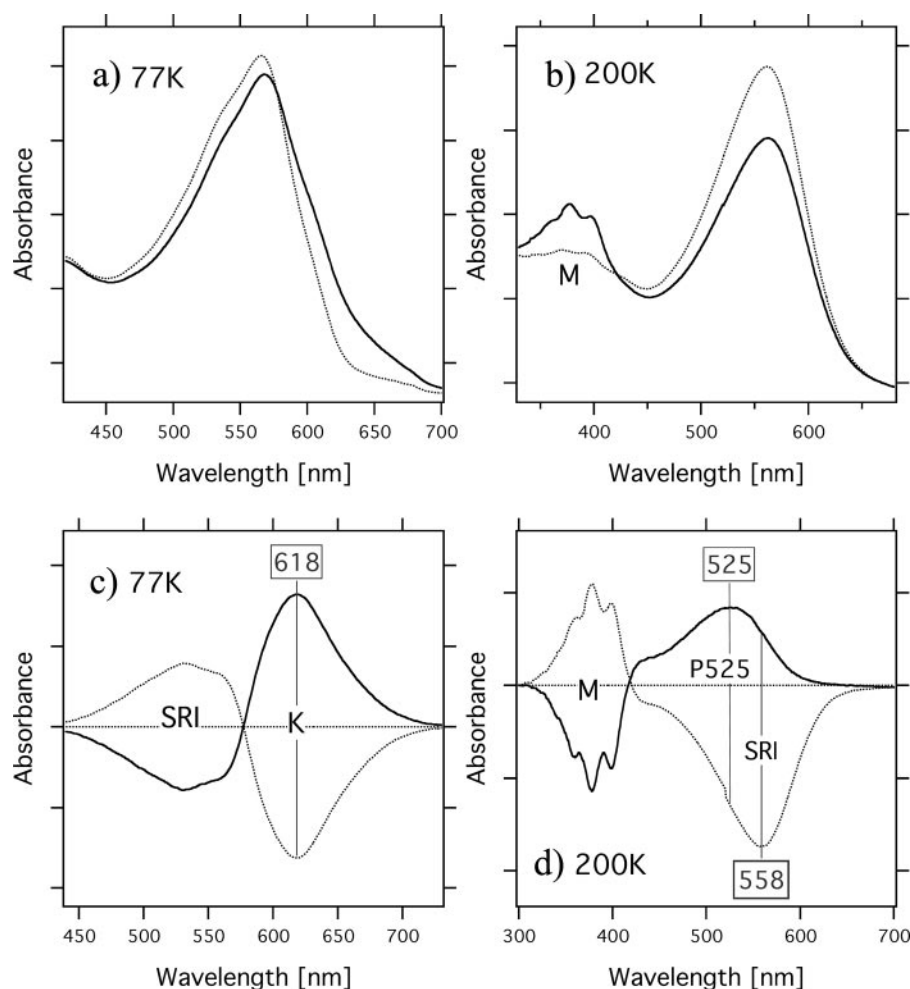 a) 77K
Absorbance
450 500 550 600 650 700
Wavelength [nm]
b) 200K
Absorbance
M
400 500 600
Wavelength [nm]
c) 77K
618
Absorbance
SRI
K
450 500 550 600 650 700
Wavelength [nm]
525
Absorbance
M
P525
SRI
d) 200K
558
300 400 500 600 700
Wavelength [nm]